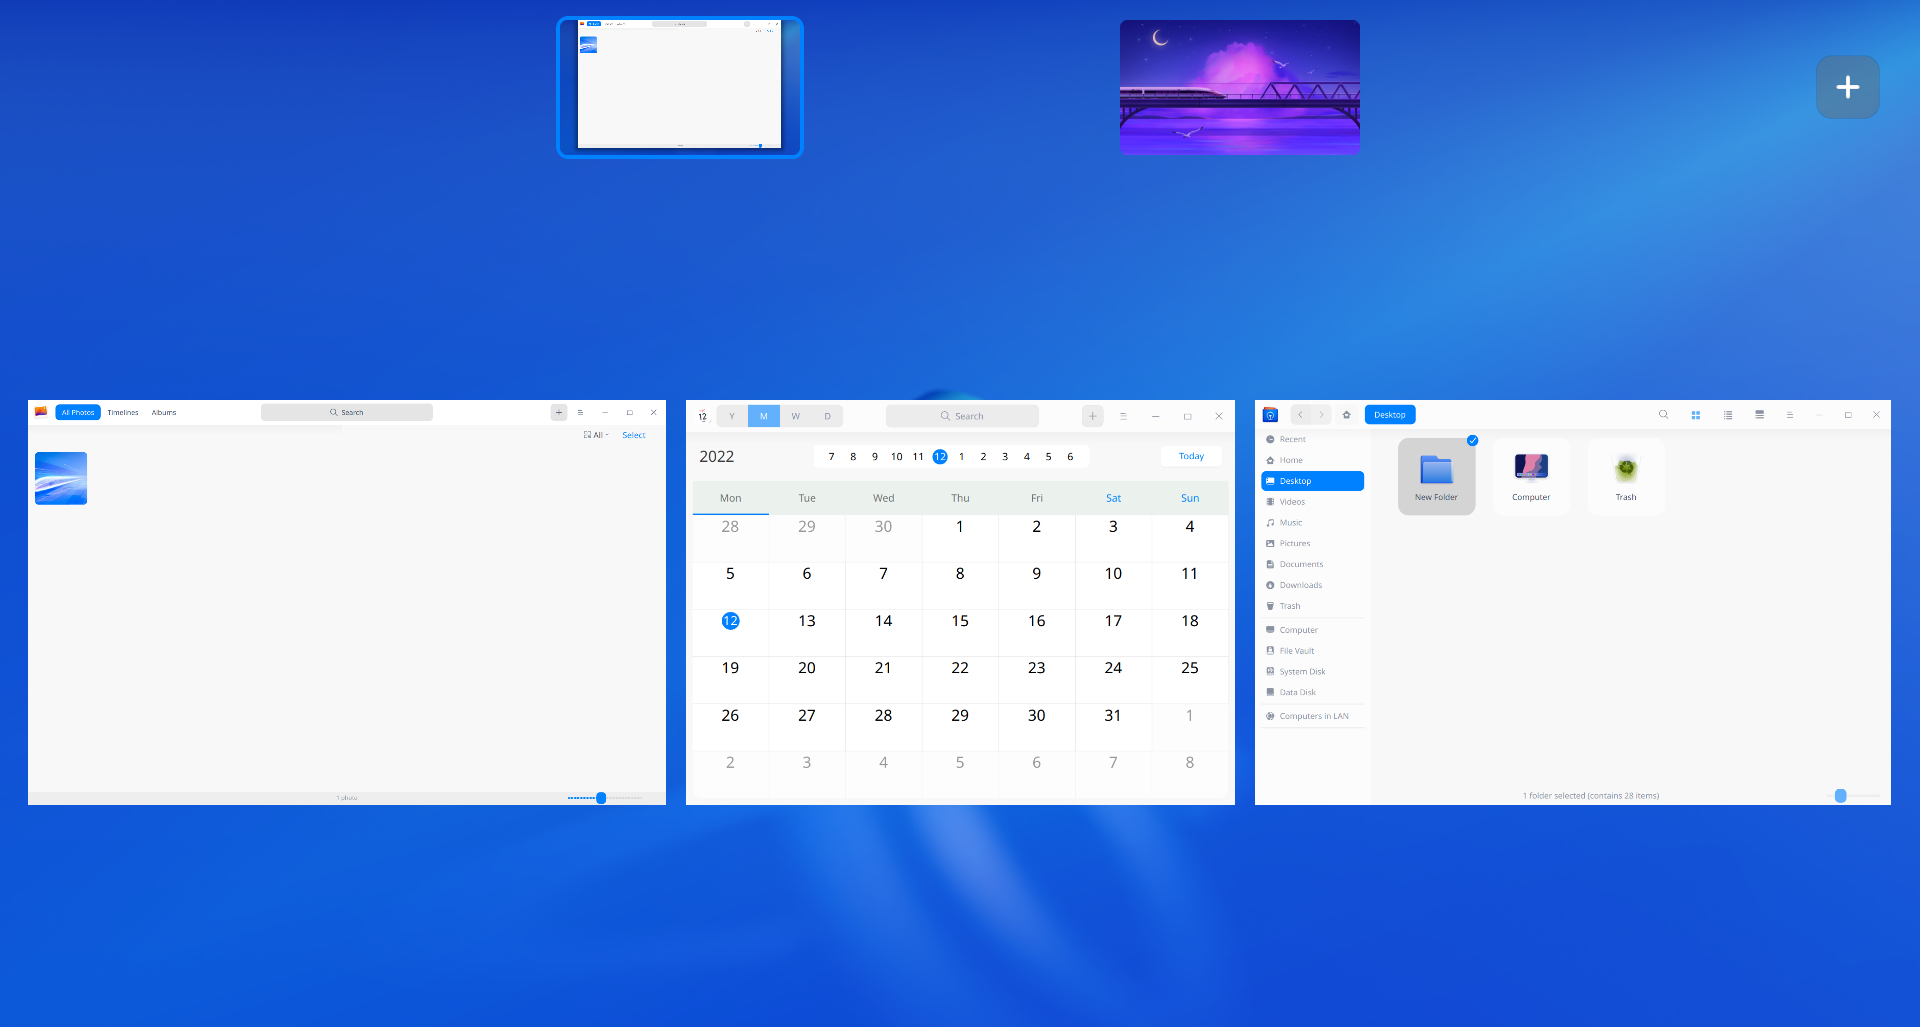 All Photos Timelines Albums Search
All Select
1 photo
12 Y M W D Search
2022 7 8 9 10 11 12 1 2 3 4 5 6 Today
Mon Tue Wed Thu Fri Sat Sun
28 29 30 1 2 3 4
5 6 7 8 9 10 11
12 13 14 15 16 17 18
19 20 21 22 23 24 25
26 27 28 29 30 31 1
2 3 4 5 6 7 8
Desktop
Recent
Home
Desktop
Videos
Music
Pictures
Documents
Downloads
Trash
Computer
File Vault
System Disk
Data Disk
Computers in LAN
New Folder Computer Trash
1 folder selected (contains 28 items)